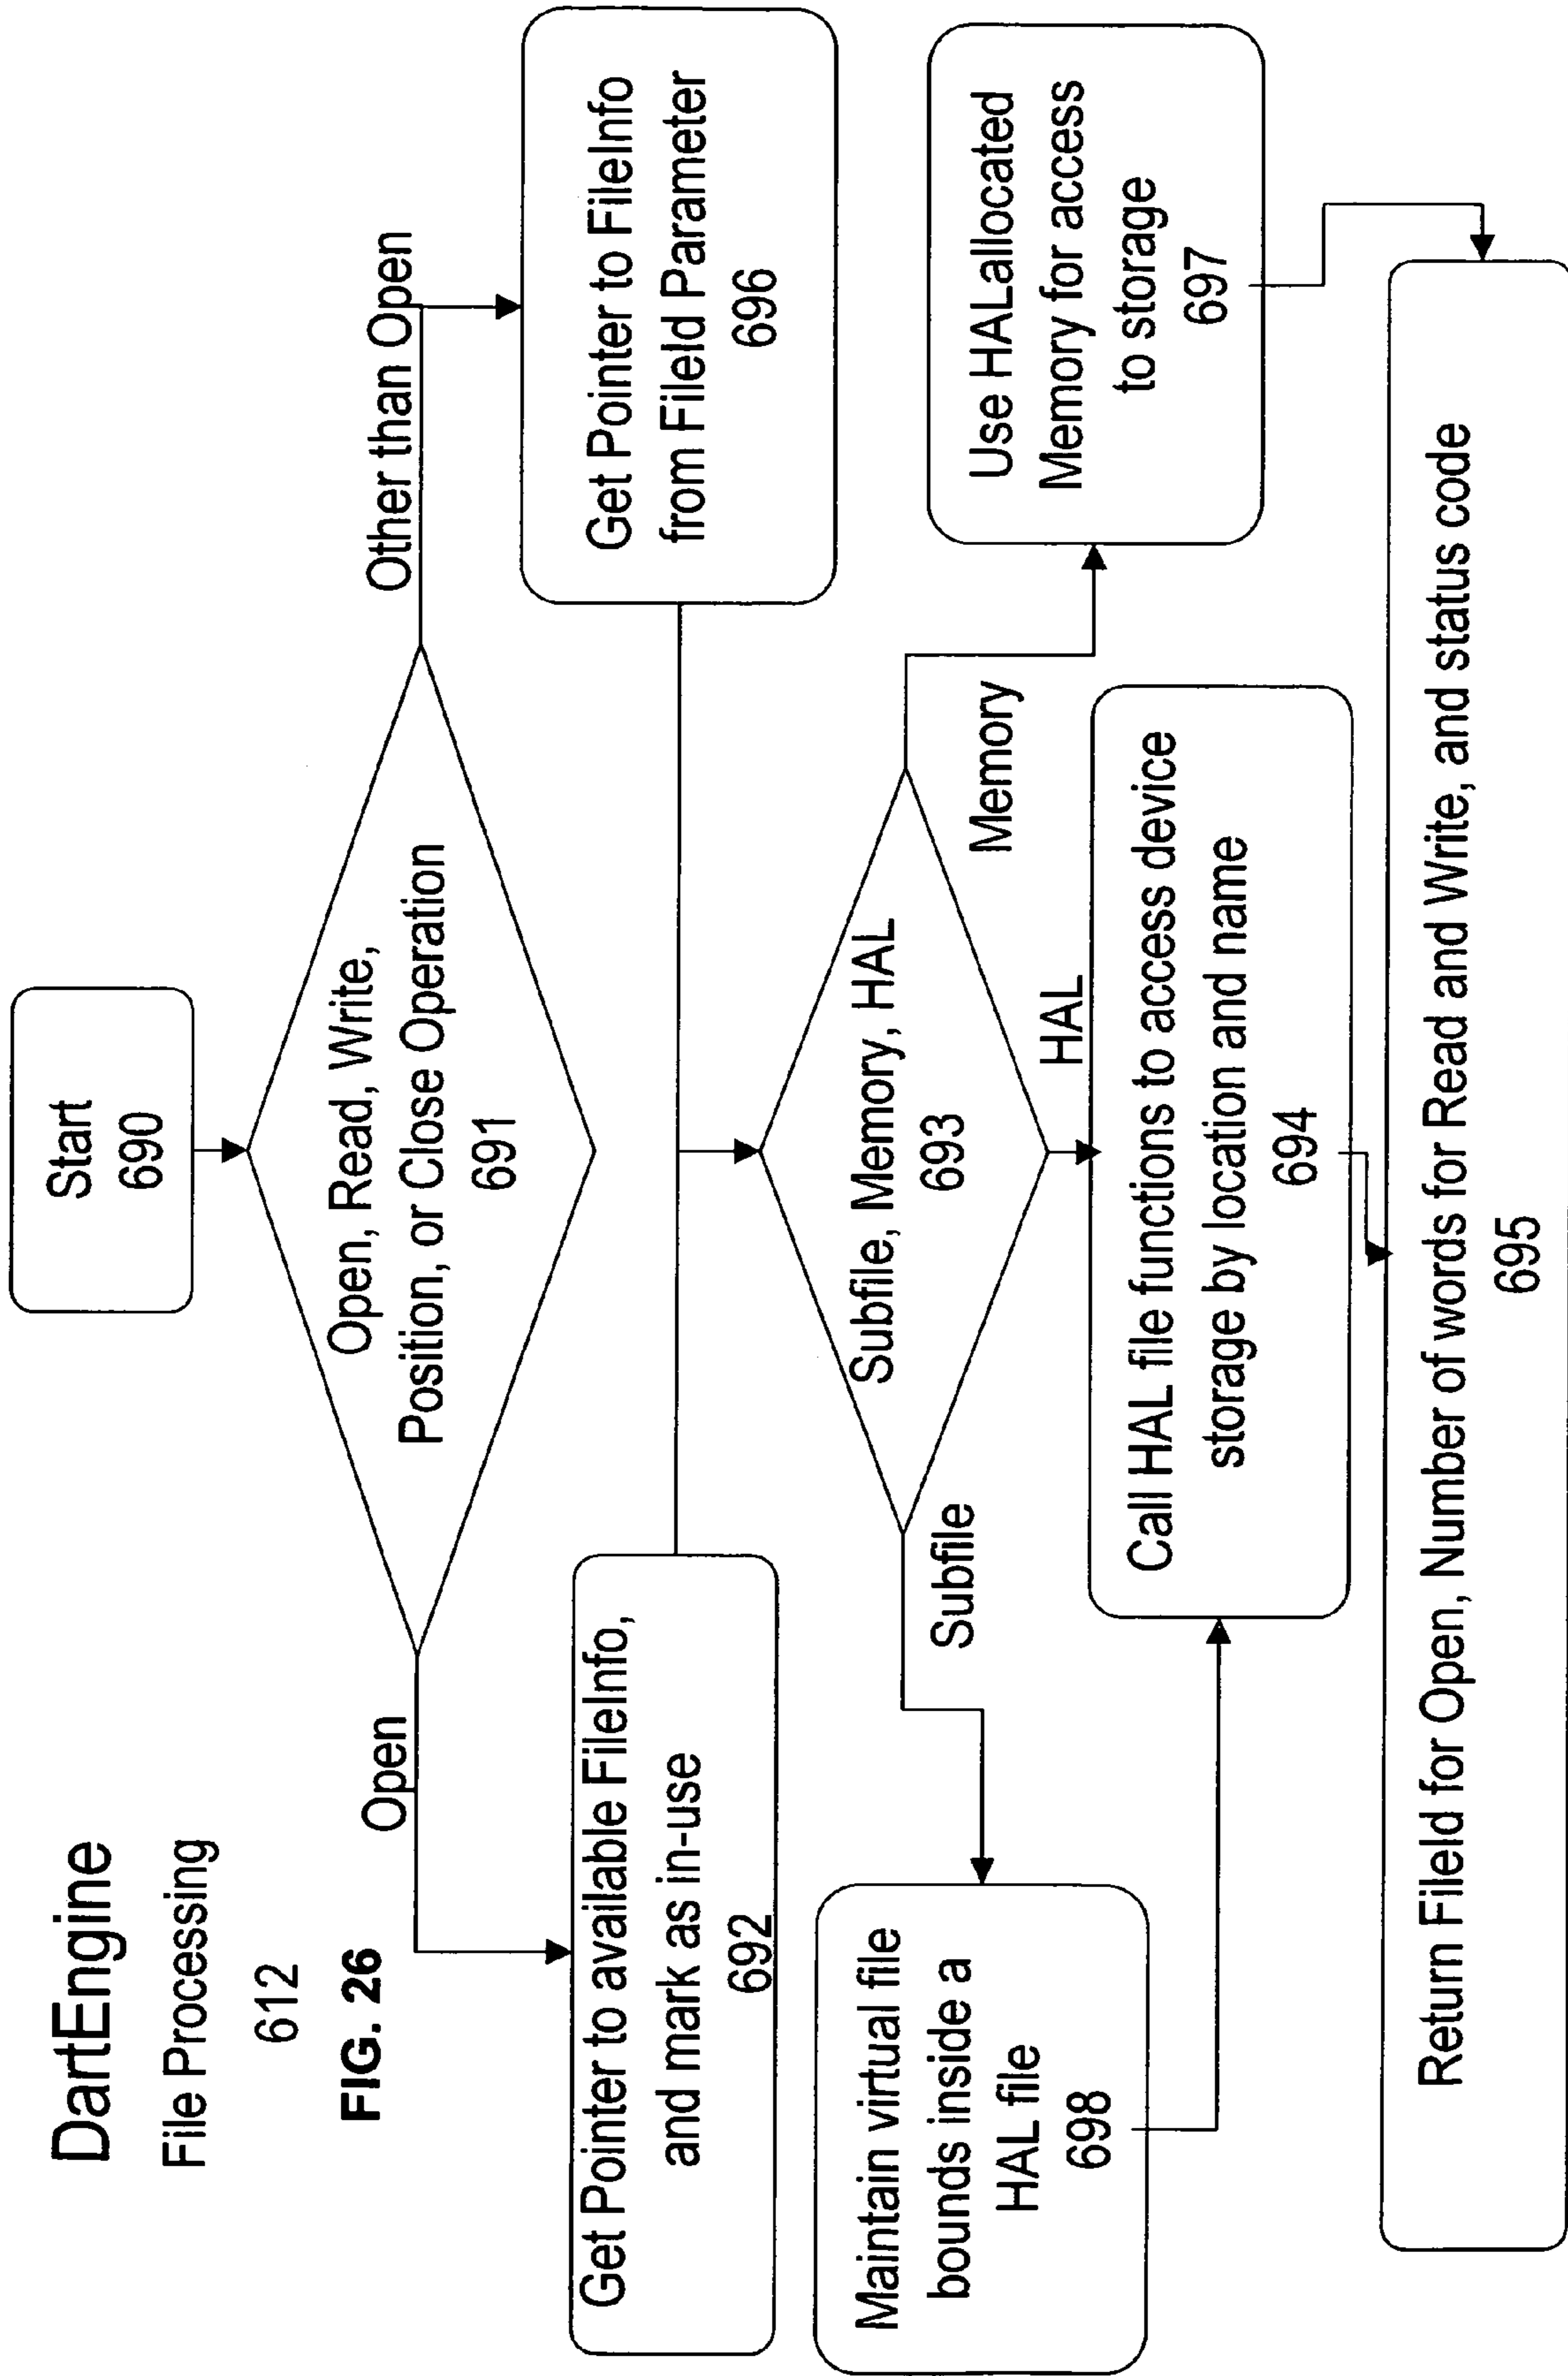 DartEngine
File Processing
612
FIG. 26
Start
690
Open, Read, Write,
Position, or Close Operation
691
Open
Other than Open
Get Pointer to available FileInfo,
and mark as in-use
692
Get Pointer to FileInfo
from FileId Parameter
696
Subfile, Memory, HAL
693
Subfile
HAL
Memory
Maintain virtual file
bounds inside a
HAL file
698
Call HAL file functions to access device
storage by location and name
694
Use HALallocated
Memory for access
to storage
697
Return FileId for Open, Number of words for Read and Write, and status code
695